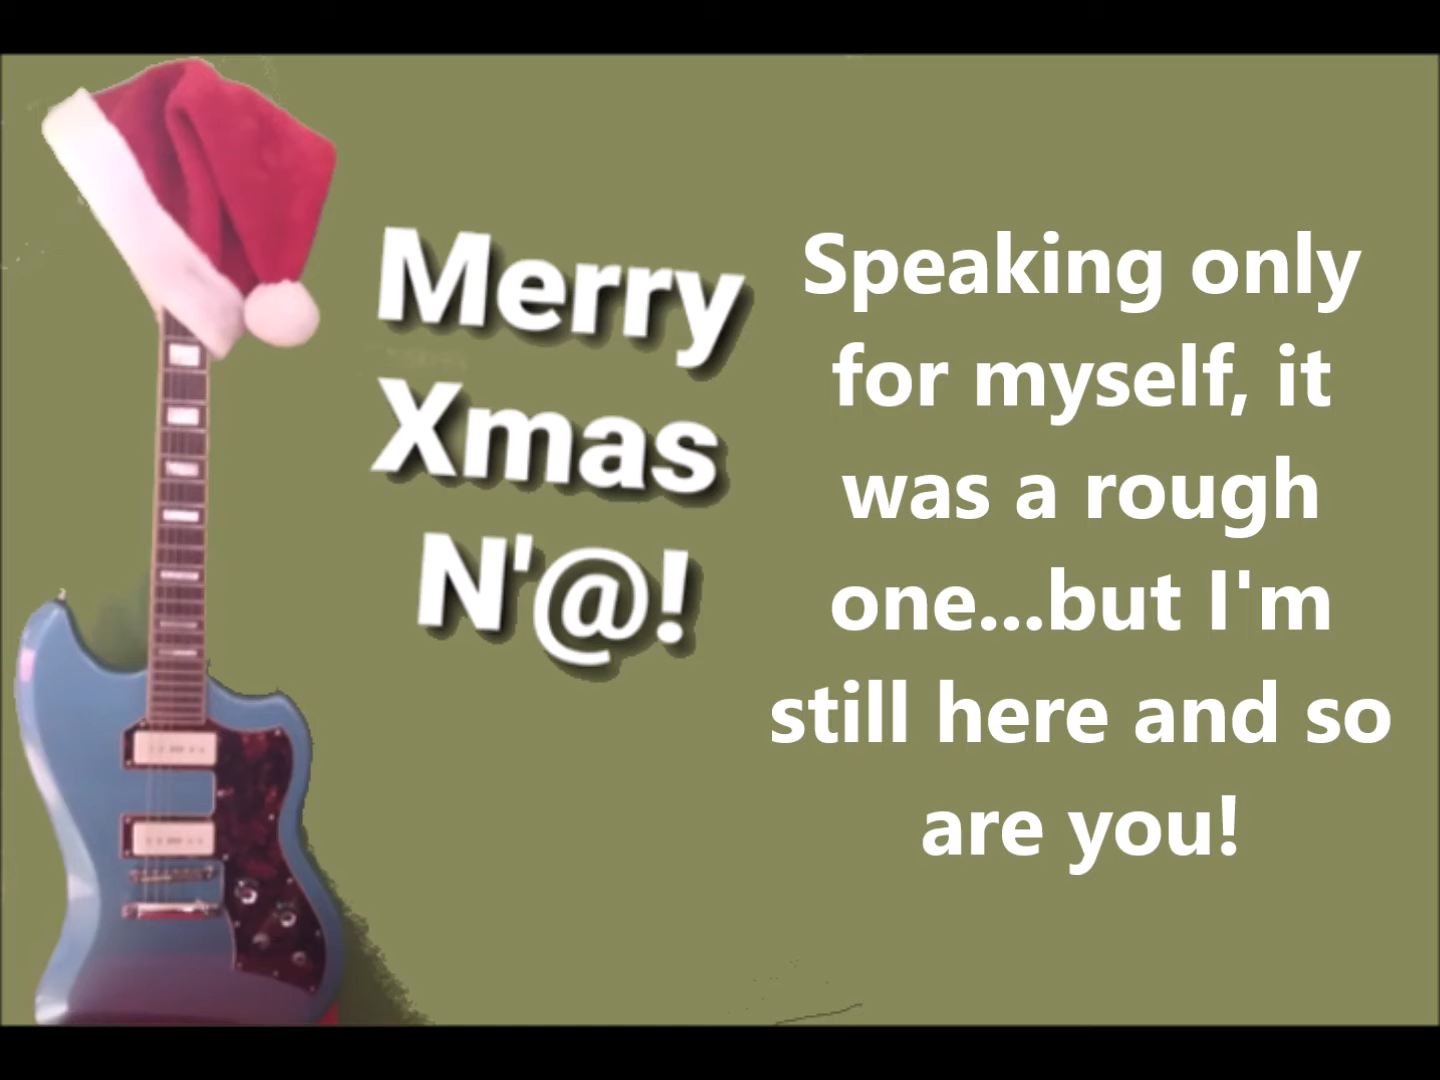 Merry
Xmas
N'@!
Speaking only
for myself, it
was a rough
one...but I'm
still here and so
are you!